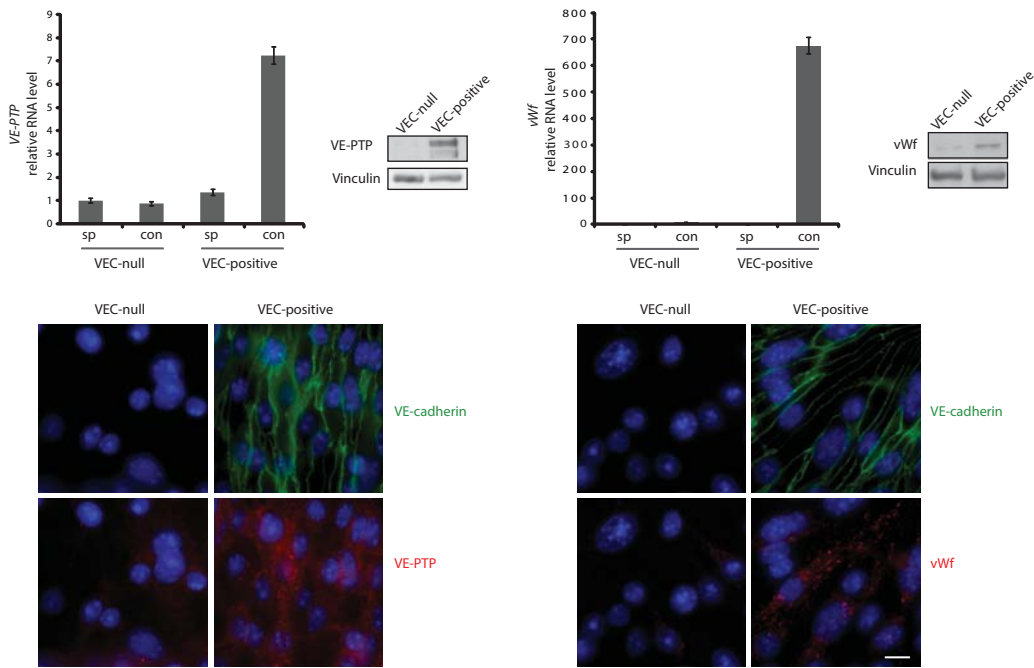 VE-PTP
relative RNA level
9
8
7
6
5
4
3
2
1
0
sp
con
sp
con
VEC-null
VEC-positive
VEC-null
VEC-positive
VE-PTP
Vinculin
vWf
relative RNA level
800
700
600
500
400
300
200
100
0
sp
con
sp
con
VEC-null
VEC-positive
VEC-null
VEC-positive
vWf
Vinculin
VEC-null
VEC-positive
VE-cadherin
VE-PTP
VEC-null
VEC-positive
VE-cadherin
vWf